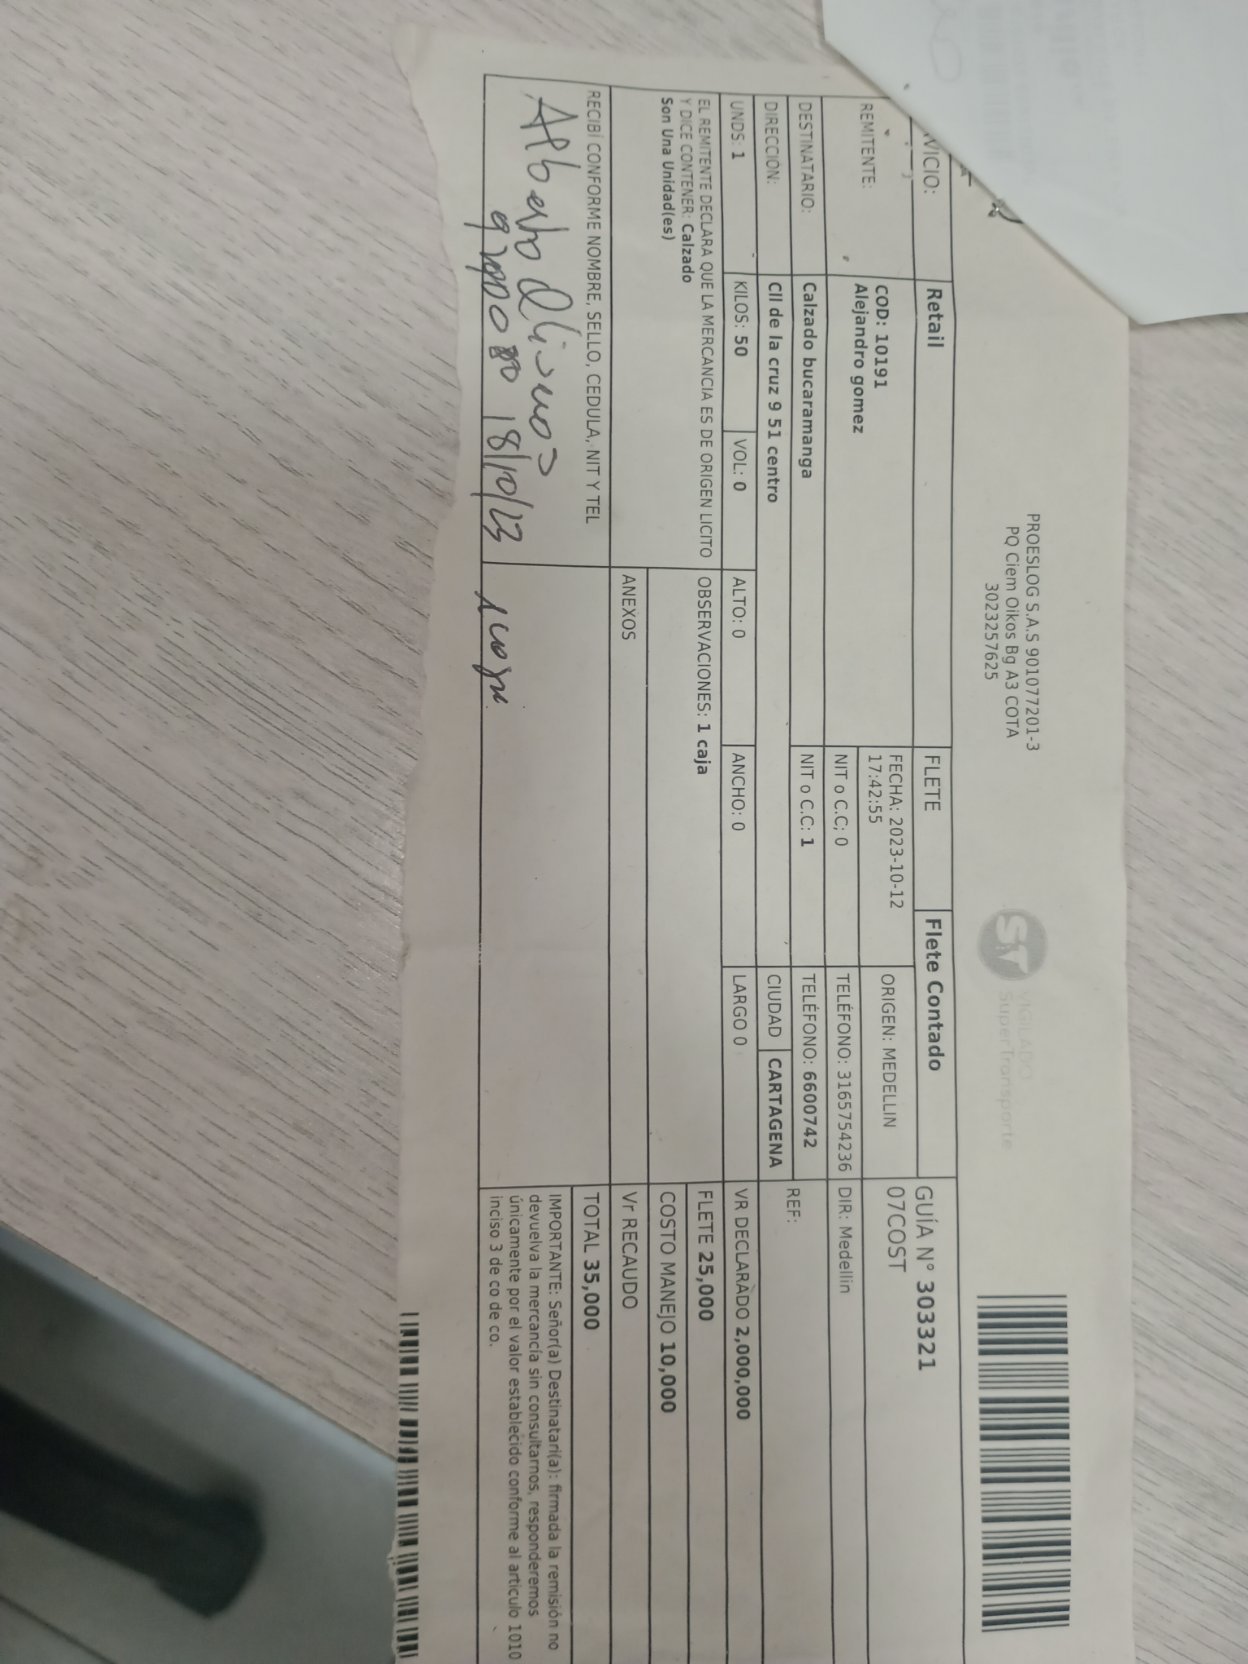 PROESLOG S.A.S 901077201-3
PQ Ciem Oikos Bg A3 COTA
3023257625
VIGILADO
SuperTransporte
VICIO: Retail FLETE Flete Contado GUÍA N° 303321
07COST
REMITENTE: COD: 10191
Alejandro gomez
FECHA: 2023-10-12
17:42:55
ORIGEN: MEDELLIN
NIT o C.C: 0 TELÉFONO: 3165754236 DIR: Medellin
DESTINATARIO: Calzado bucaramanga NIT o C.C: 1 TELÉFONO: 6600742 REF:
DIRECCION: Cll de la cruz 9 51 centro CIUDAD CARTAGENA
UNDS: 1 KILOS: 50 VOL: 0 ALTO: 0 ANCHO: 0 LARGO 0 VR DECLARADO 2,000,000
EL REMITENTE DECLARA QUE LA MERCANCIA ES DE ORIGEN LICITO
Y DICE CONTENER: Calzado
Son Una Unidad(es)
OBSERVACIONES: 1 caja
FLETE 25,000
COSTO MANEJO 10,000
ANEXOS
Vr RECAUDO
RECIBÍ CONFORME NOMBRE, SELLO, CEDULA, NIT Y TEL
TOTAL 35,000
Alberto
18/10/23
IMPORTANTE: Señor(a) Destinatari(a): firmada la remisión no
devuelva la mercancía sin consultarnos, responderemos
únicamente por el valor establecido conforme al articulo 1010
inciso 3 de co de co.